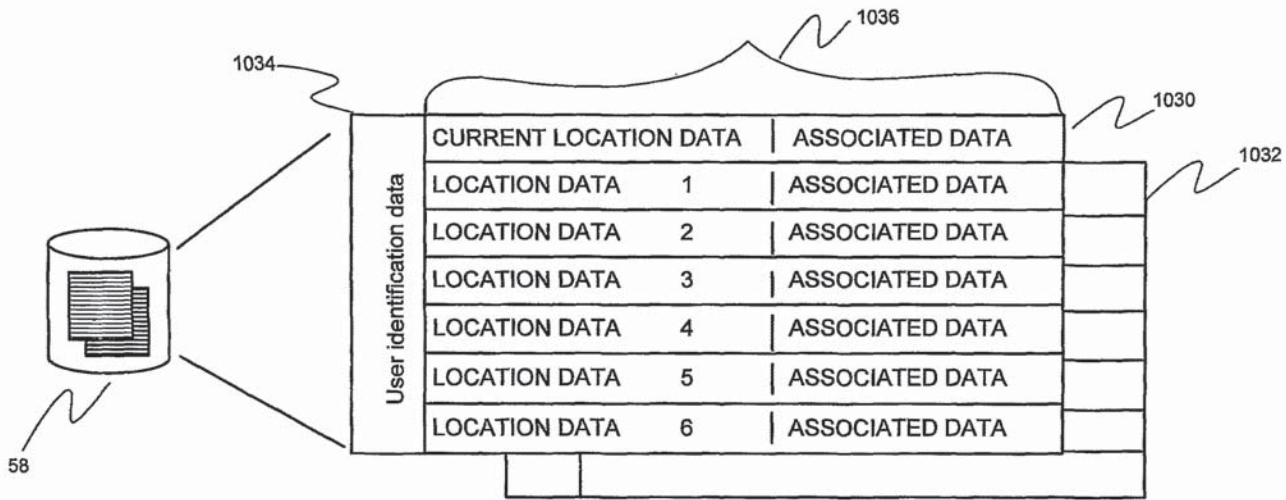 1036
1034
1030
CURRENT LOCATION DATA | ASSOCIATED DATA
1032
LOCATION DATA 1 | ASSOCIATED DATA
LOCATION DATA 2 | ASSOCIATED DATA
LOCATION DATA 3 | ASSOCIATED DATA
LOCATION DATA 4 | ASSOCIATED DATA
LOCATION DATA 5 | ASSOCIATED DATA
LOCATION DATA 6 | ASSOCIATED DATA
User identification data
58